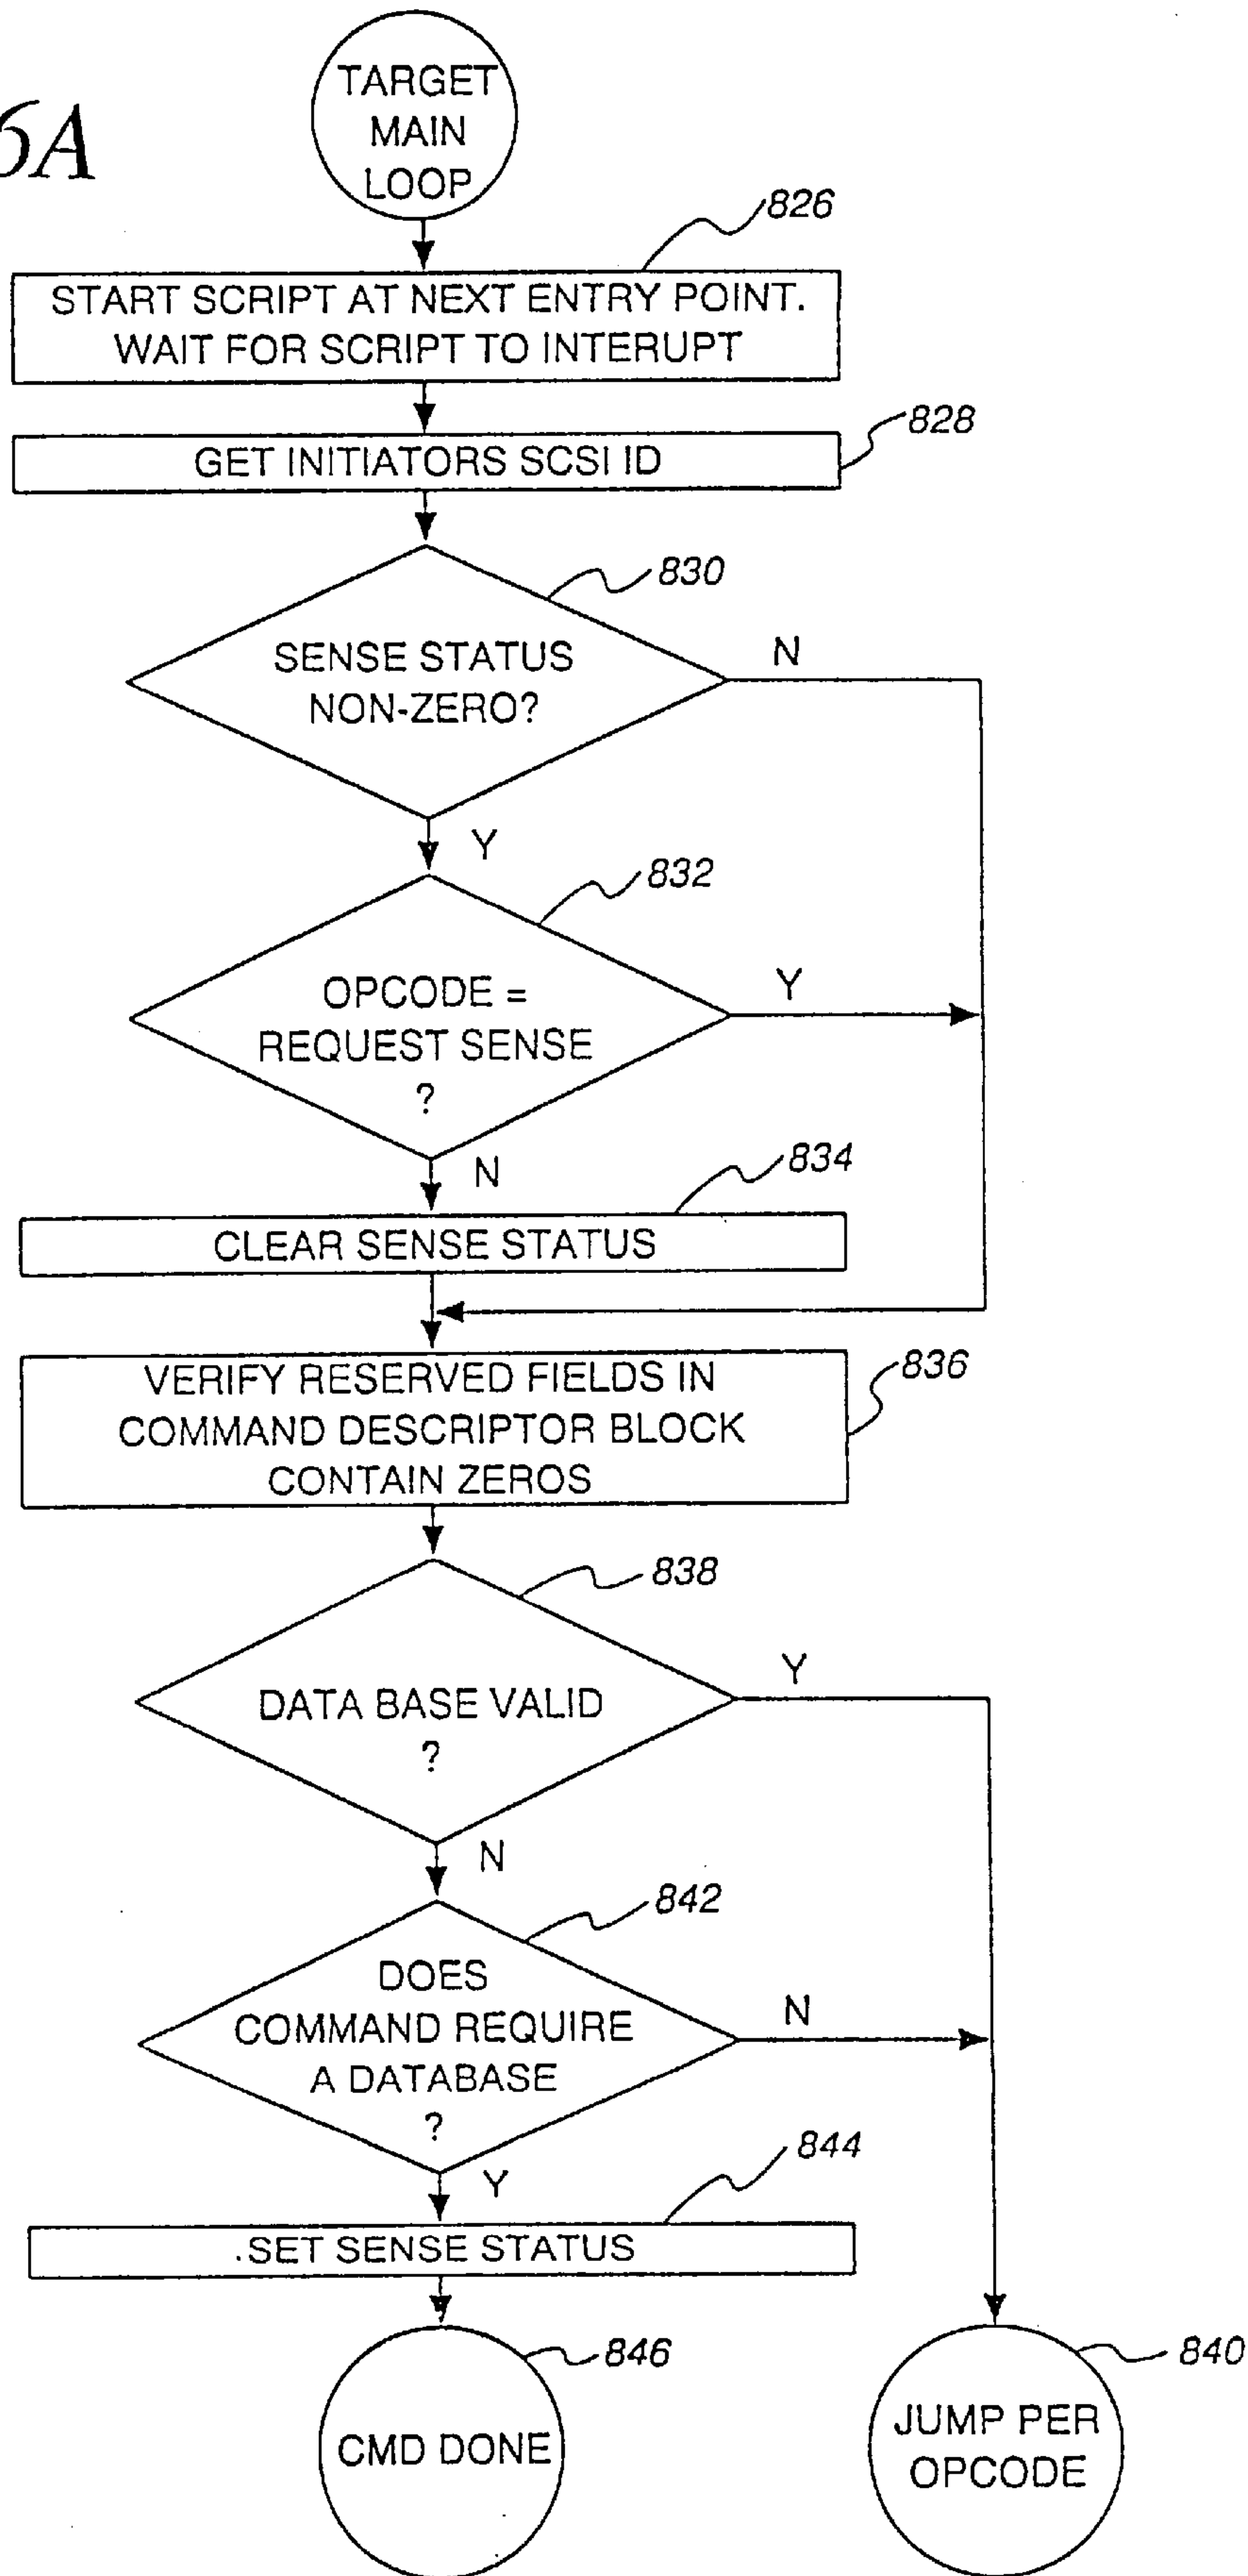 6A
TARGET
MAIN
LOOP
826
START SCRIPT AT NEXT ENTRY POINT.
WAIT FOR SCRIPT TO INTERUPT
828
GET INITIATORS SCSI ID
830
SENSE STATUS
NON-ZERO?
N
Y
832
OPCODE =
REQUEST SENSE
?
Y
N
834
CLEAR SENSE STATUS
836
VERIFY RESERVED FIELDS IN
COMMAND DESCRIPTOR BLOCK
CONTAIN ZEROS
838
DATA BASE VALID
?
Y
N
842
DOES
COMMAND REQUIRE
A DATABASE
?
N
Y
844
SET SENSE STATUS
846
CMD DONE
840
JUMP PER
OPCODE